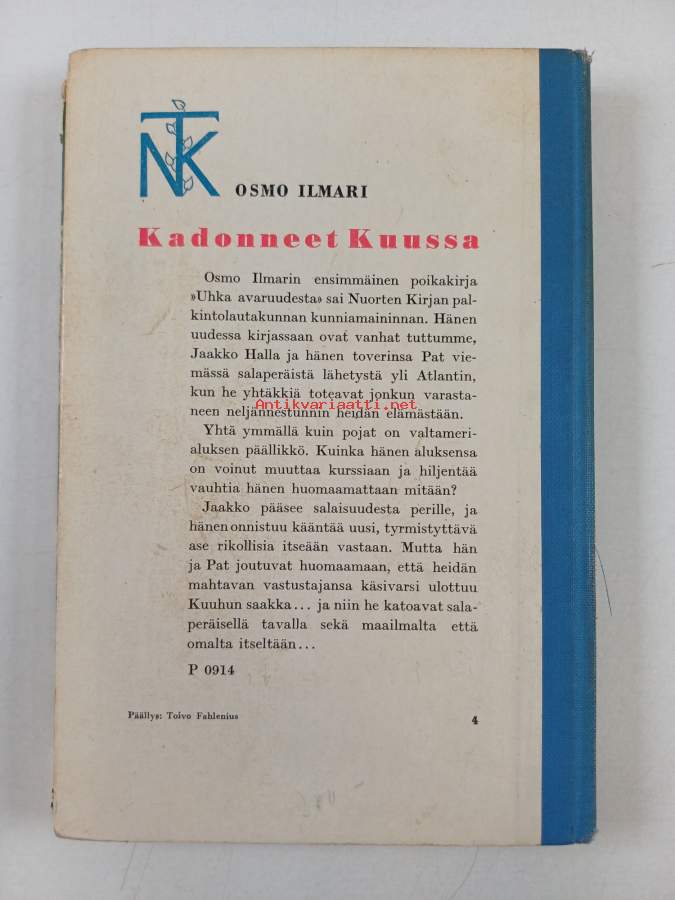 NTK
OSMO ILMARI
Kadonneet Kuussa
Osmo Ilmarin ensimmäinen poikakirja
»Uhka avaruudesta» sai Nuorten Kirjan pal-
kintolautakunnan kunniamaininnan. Hänen
uudessa kirjassaan ovat vanhat tuttumme,
Jaakko Halla ja hänen toverinsa Pat vie-
mässä salaperäistä lähetystä yli Atlantin,
kun he yhtäkkiä toteavat jonkun varasta-
Antikvariaatti.net
neen neljännestunnin heidän elämästään.
Yhtä ymmällä kuin pojat on valtameri-
aluksen päällikkö. Kuinka hänen aluksensa
on voinut muuttaa kurssiaan ja hiljentää
vauhtia hänen huomaamattaan mitään?
Jaakko pääsee salaisuudesta perille, ja
hänen onnistuu kääntää uusi, tyrmistyttävä
ase rikollisia itseään vastaan. Mutta hän
ja Pat joutuvat huomaamaan, että heidän
mahtavan vastustajansa käsivarsi ulottuu
Kuuhun saakka... ja niin he katoavat sala-
peräisellä tavalla sekä maailmalta että
omalta itseltään...
P 0914
Päällys: Toivo Fahlenius
4